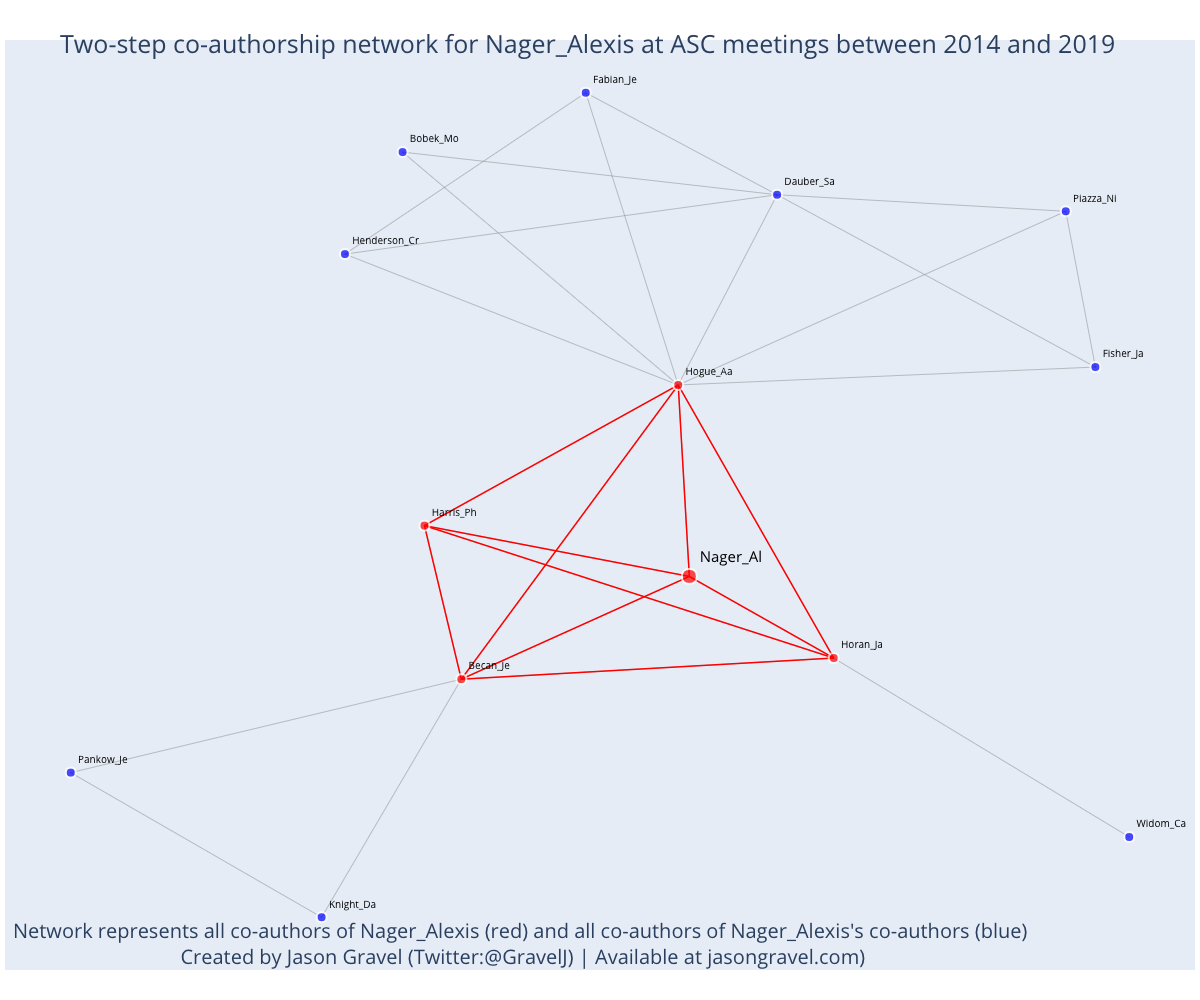 Two-step co-authorship network for Nager_Alexis at ASC meetings between 2014 and 2019
Fabian_Je
Bobek_Mo
Dauber_Sa
Piazza_Ni
Henderson_Cr
Fisher_Ja
Hogue_Aa
Harris_Ph
Nager_Al
Horan_Ja
Becan_Je
Pankow_Je
Widom_Ca
Knight_Da
Network represents all co-authors of Nager_Alexis (red) and all co-authors of Nager_Alexis's co-authors (blue)
Created by Jason Gravel (Twitter:@GravelJ) | Available at jasongravel.com)